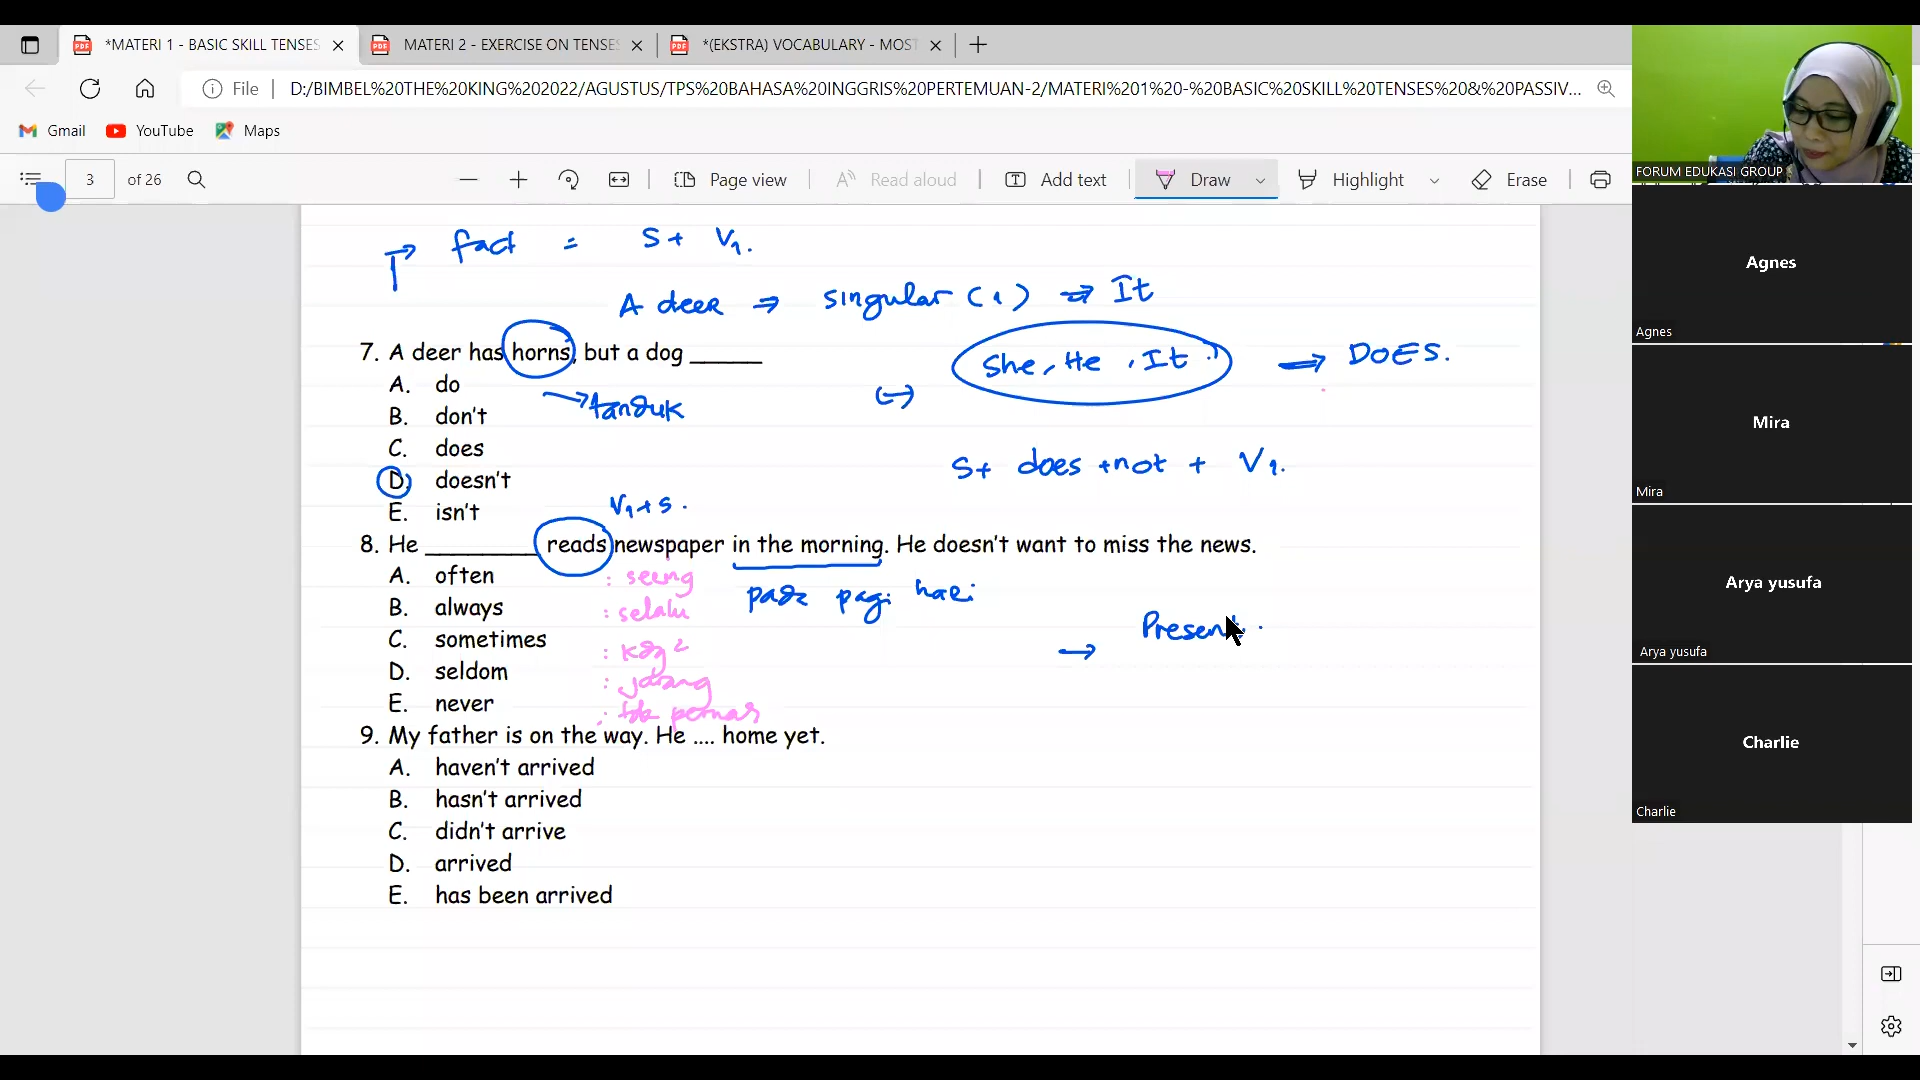 *MATERI 1 - BASIC SKILL TENSES
MATERI 2 - EXERCISE ON TENSES
*(EKSTRA) VOCABULARY - MOST
File
D:/BIMBEL%20THE%20KING%202022/AGUSTUS/TPS%20BAHASA%20INGGRIS%20PERTEMUAN-2/MATERI%201%20-%20BASIC%20SKILL%20TENSES%20&%20PASSIV...
Gmail YouTube Maps
3 of 26 Page view Read aloud Add text Draw Highlight Erase
FORUM EDUKASI GROUP
fact = S+ V1.
A deer ⇒ singular (1) ⇒ It
7. A deer has horns, but a dog ______
She, He, It → DOES.
A. do
→ tanduk
B. don't
C. does
S+ does +not + V1.
D. doesn't
V1+s.
E. isn't
8. He _________ reads newspaper in the morning. He doesn't want to miss the news.
A. often : sering
pada pagi hari
B. always : selalu
→ Present.
C. sometimes : kdg2
D. seldom : jarang
E. never : tdk pernah
9. My father is on the way. He .... home yet.
A. haven't arrived
B. hasn't arrived
C. didn't arrive
D. arrived
E. has been arrived
Agnes
Agnes
Mira
Mira
Arya yusufa
Arya yusufa
Charlie
Charlie